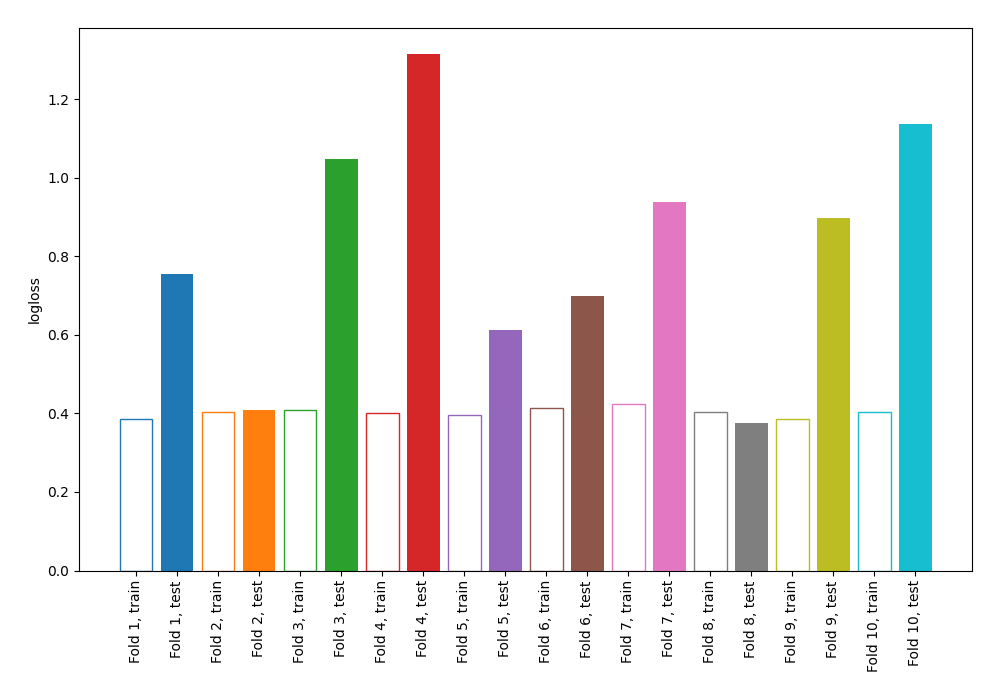 logloss
1.2
1.0
0.8
0.6
0.4
0.2
0.0
Fold 1, train
Fold 1, test
Fold 2, train
Fold 2, test
Fold 3, train
Fold 3, test
Fold 4, train
Fold 4, test
Fold 5, train
Fold 5, test
Fold 6, train
Fold 6, test
Fold 7, train
Fold 7, test
Fold 8, train
Fold 8, test
Fold 9, train
Fold 9, test
Fold 10, train
Fold 10, test